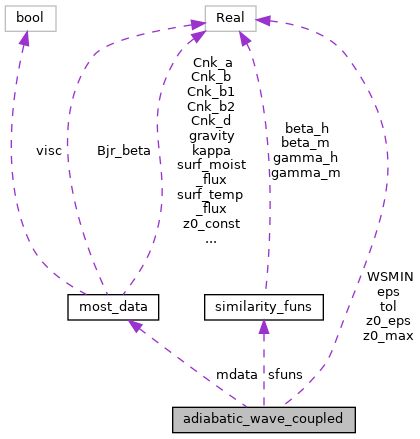 bool
Real
Cnk_a
Cnk_b
Cnk_b1
Cnk_b2
Cnk_d
gravity
kappa
surf_moist
_flux
surf_temp
_flux
z0_const
...
visc
Bjr_beta
beta_h
beta_m
gamma_h
gamma_m
WSMIN
eps
tol
z0_eps
z0_max
most_data
similarity_funs
mdata
sfuns
adiabatic_wave_coupled